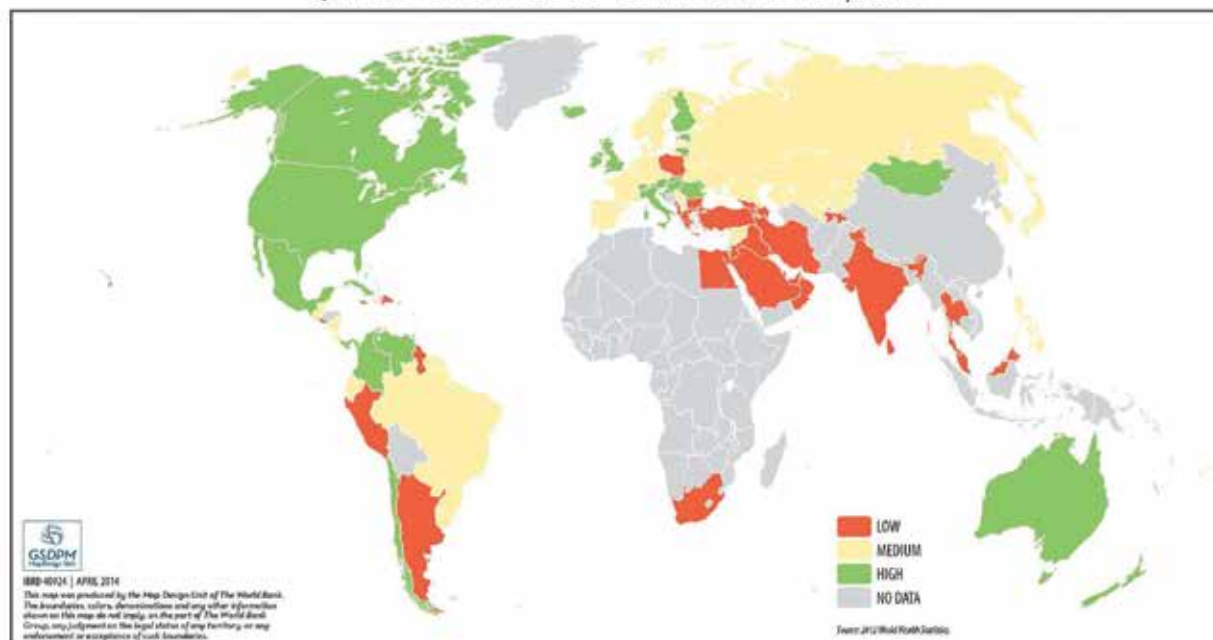 LOW
MEDIUM
HIGH
NO DATA
GSDPM
Map Design Unit
IBRD 40924 | APRIL 2014
This map was produced by the Map Design Unit of The World Bank.
The boundaries, colors, denominations and any other information
shown on this map do not imply, on the part of The World Bank
Group, any judgment on the legal status of any territory, or any
endorsement or acceptance of such boundaries.
Source: 2012 World Health Statistics